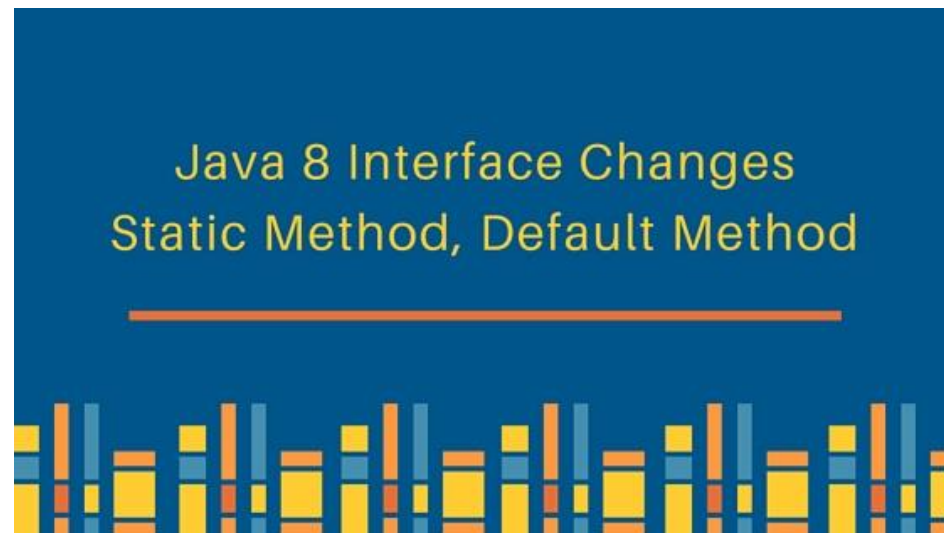 Java 8 Interface Changes
Static Method, Default Method